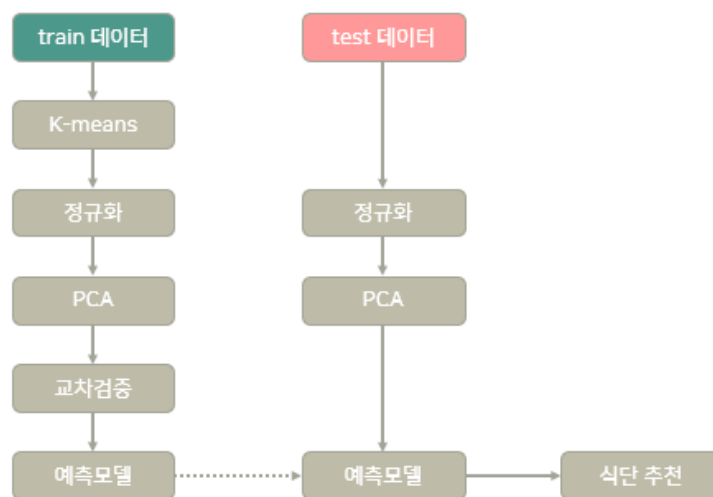 train 데이터
test 데이터
K-means
정규화
정규화
PCA
PCA
교차검증
예측모델
예측모델
식단 추천